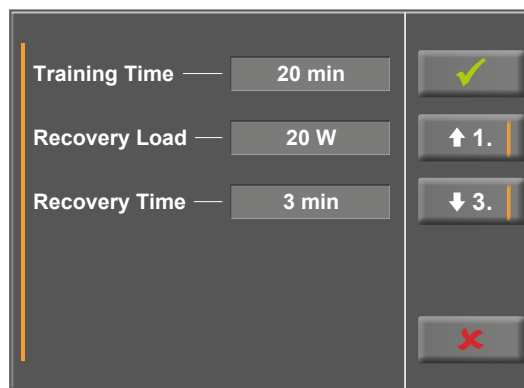 Training Time 20 min
Recovery Load 20 W
Recovery Time 3 min
1.
3.